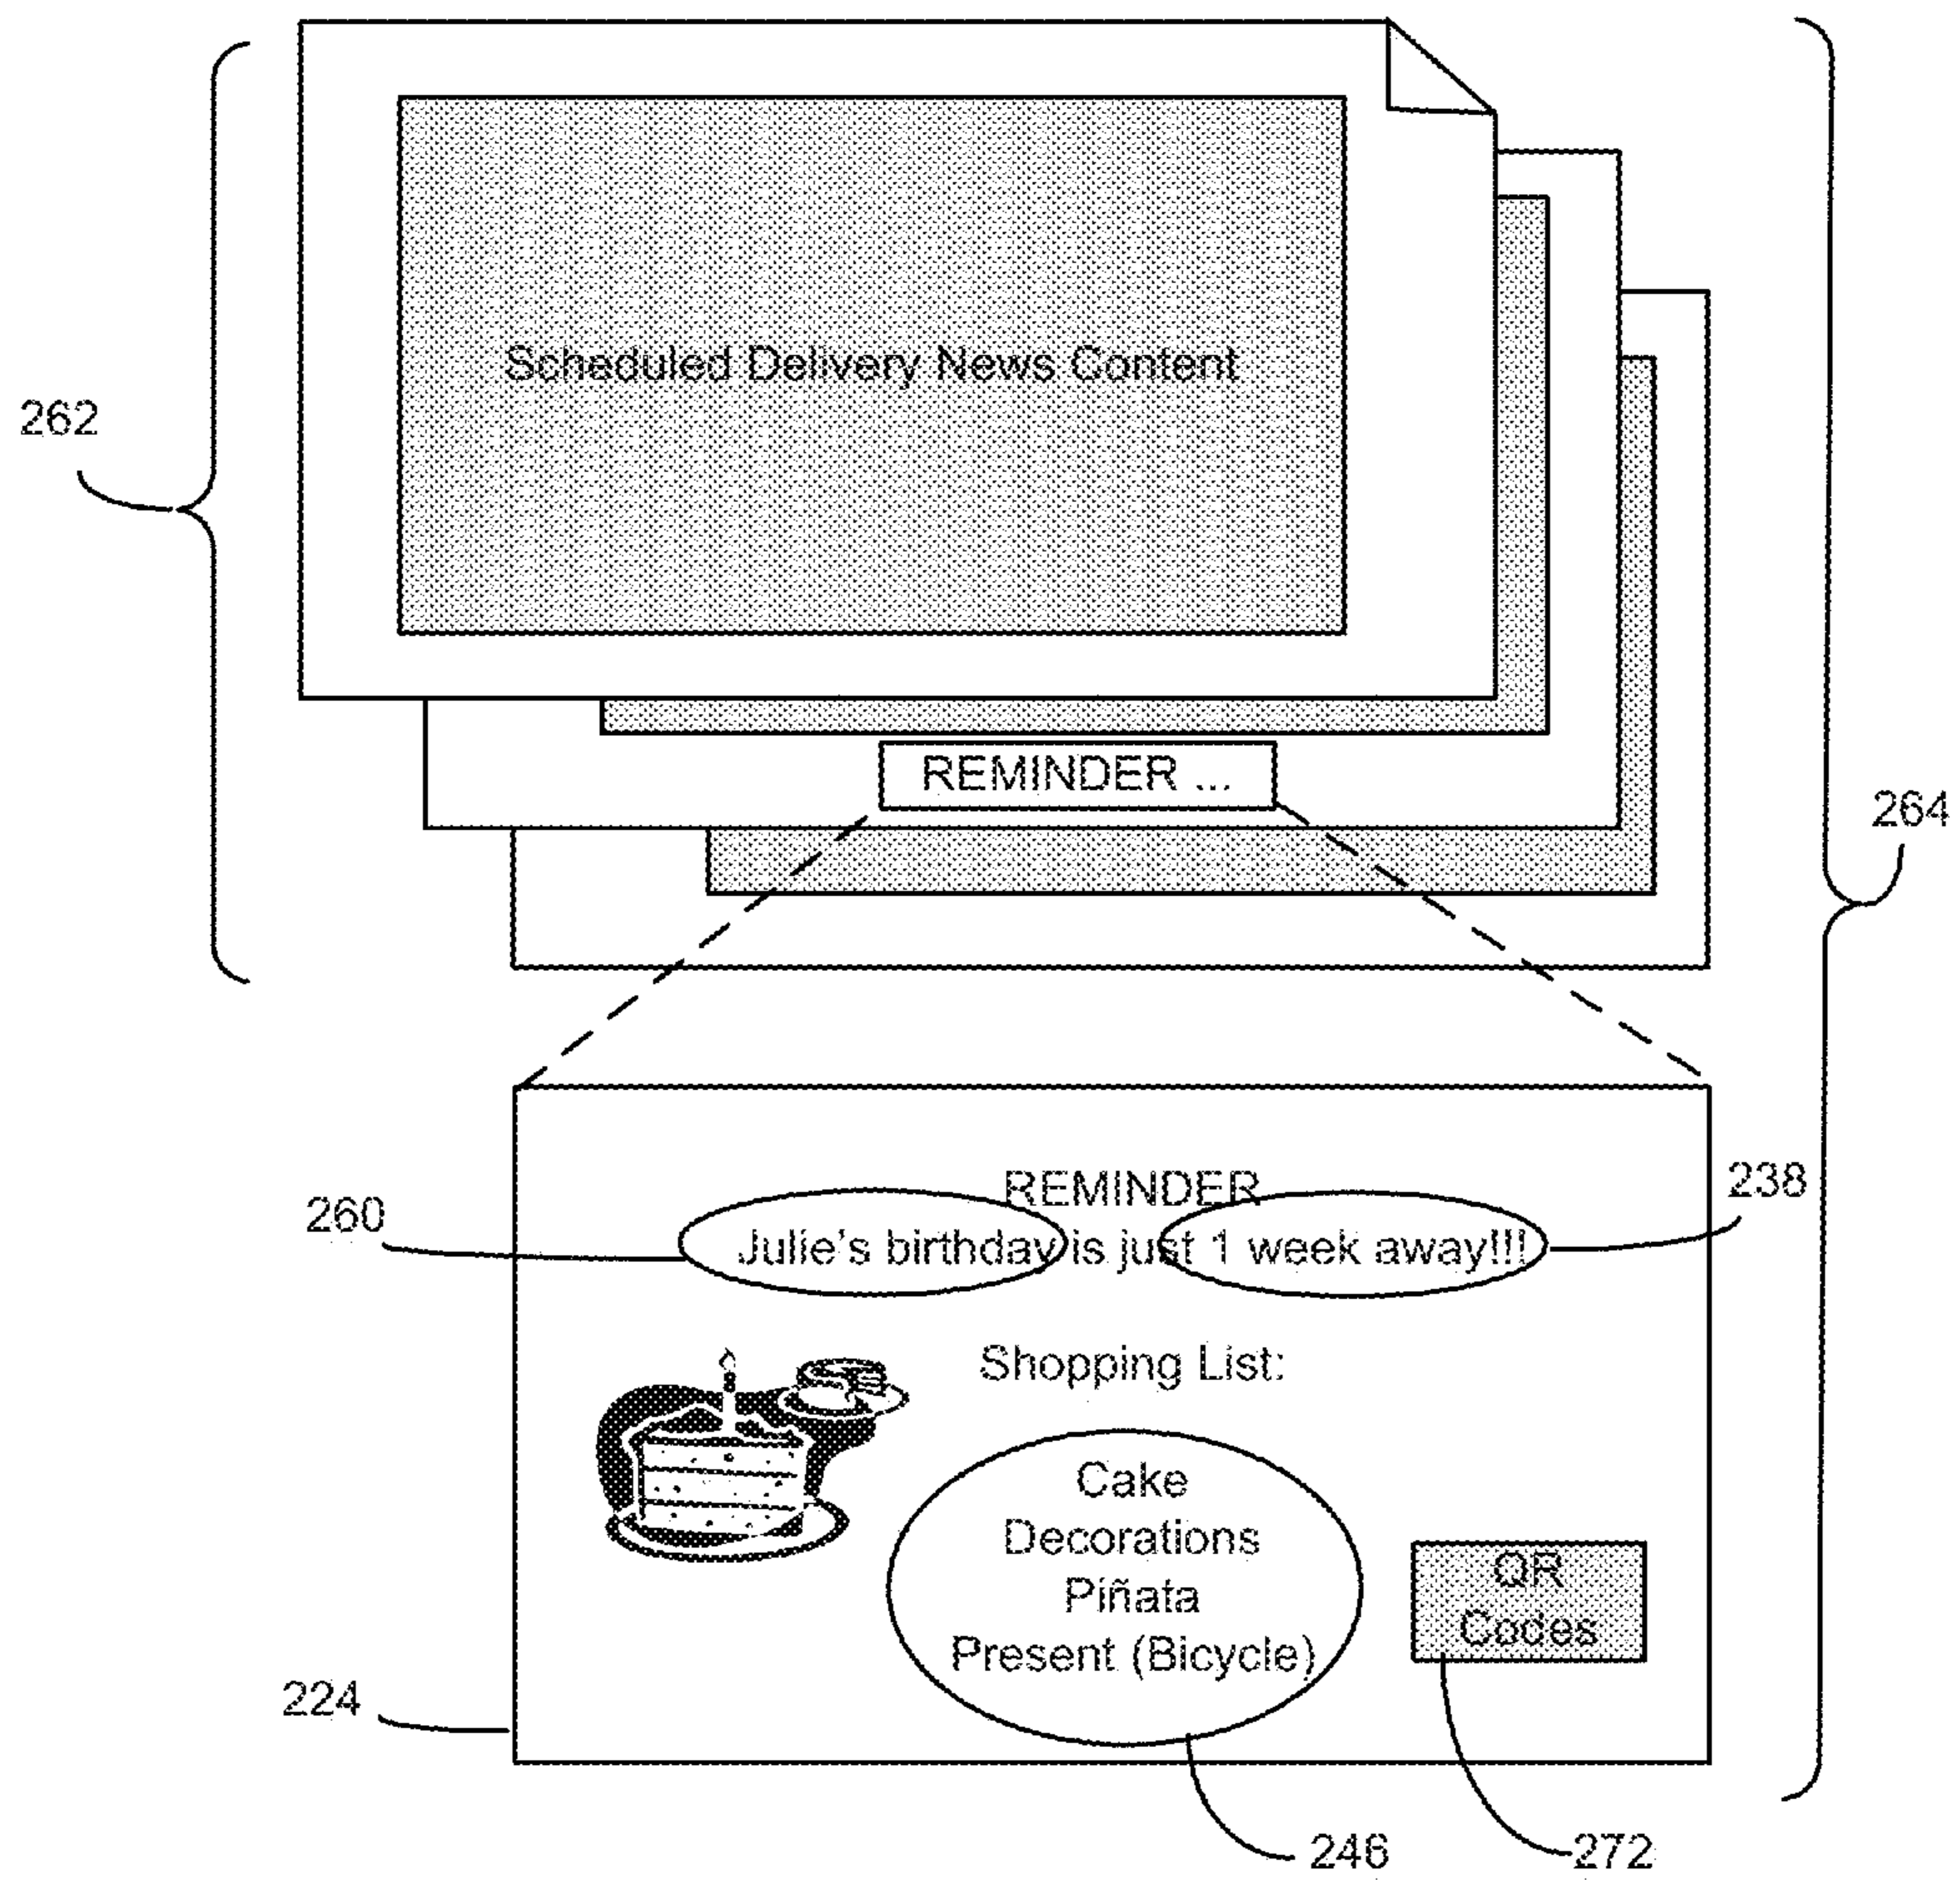 Scheduled Delivery News Content
262
REMINDER ...
264
REMINDER
238
260
Julie's birthday is just 1 week away!!!
Shopping List:
Cake
Decorations
Piñata
Present (Bicycle)
QR
Codes
224
246
272